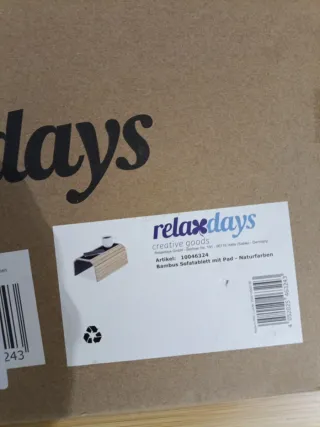 days
relaxdays
creative goods
Artikel: 10046324
Bambus Sofatablett mit Pad - Naturfarben
243